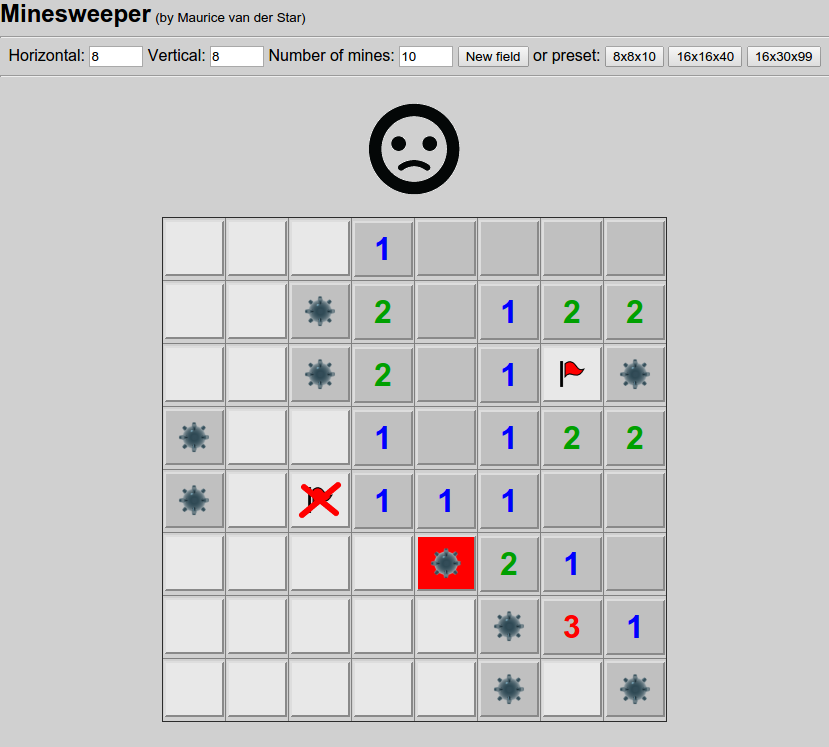 Minesweeper (by Maurice van der Star)
Horizontal: 8 Vertical: 8 Number of mines: 10 New field or preset: 8x8x10 16x16x40 16x30x99
1
2 1 2 2
2 1
1 1 2 2
1 1 1
2 1
3 1